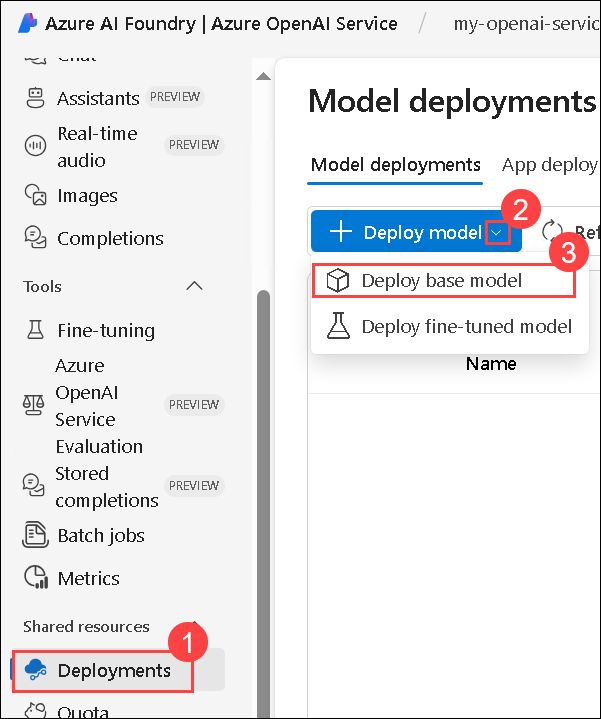 Azure AI Foundry | Azure OpenAI Service / my-openai-servic
Chat
Assistants PREVIEW
Real-time
audio
PREVIEW
Images
Completions
Tools
Fine-tuning
Azure
OpenAI
Service
Evaluation
PREVIEW
Stored
completions
PREVIEW
Batch jobs
Metrics
Shared resources
1
Deployments
Quota
Model deployments
Model deployments App deploy
2
+ Deploy model
Ref
3
Deploy base model
Deploy fine-tuned model
Name